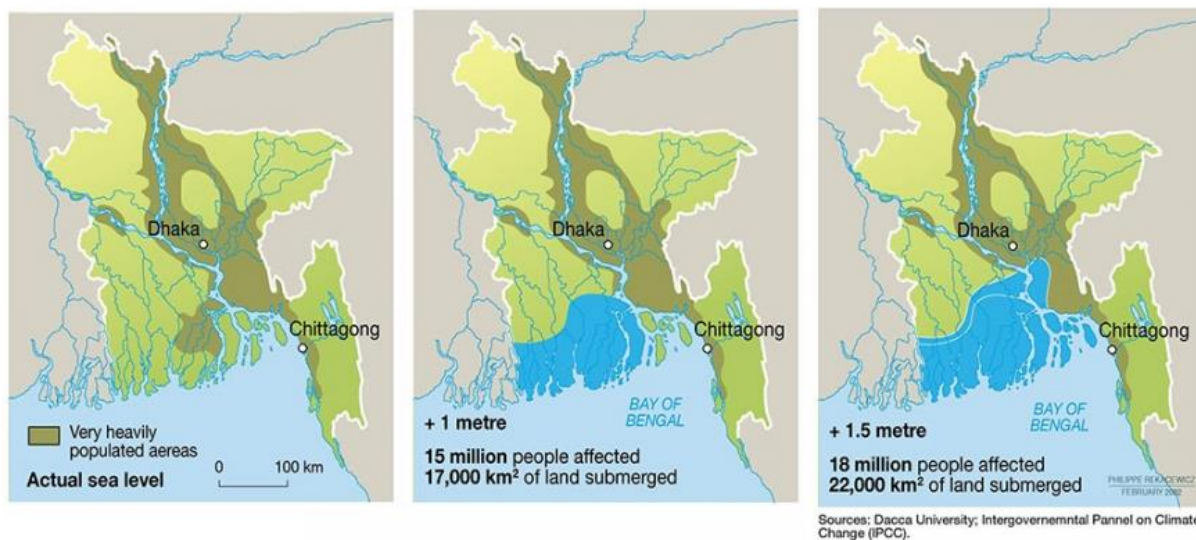 Dhaka
Chittagong
Very heavily
populated aereas
Actual sea level
0 100 km
Dhaka
Chittagong
BAY OF
BENGAL
+ 1 metre
15 million people affected
17,000 km² of land submerged
Dhaka
Chittagong
BAY OF
BENGAL
+ 1.5 metre
18 million people affected
22,000 km² of land submerged
PHILIPPE REKACEWICZ
FEBRUARY 2002
Sources: Dacca University; Intergovernemntal Pannel on Climate
Change (IPCC).